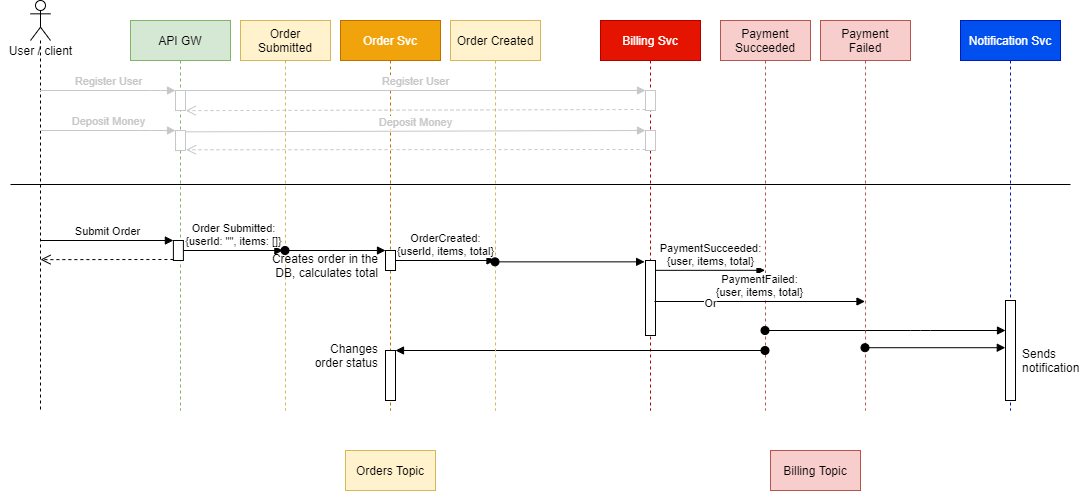 User / client
API GW
Order
Submitted
Order Svc
Order Created
Billing Svc
Payment
Succeeded
Payment
Failed
Notification Svc
Register User
Register User
Deposit Money
Deposit Money
Submit Order
Order Submitted:
{userId: "", items: []}
Creates order in the
DB, calculates total
OrderCreated:
{userId, items, total}
PaymentSucceeded:
{user, items, total}
PaymentFailed:
{user, items, total}
Or
Changes
order status
Sends
notification
Orders Topic
Billing Topic